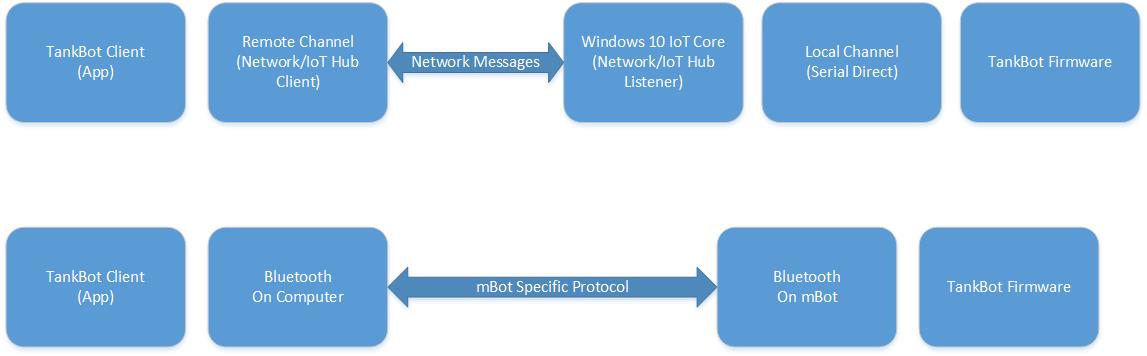 TankBot Client
(App)
Remote Channel
(Network/IoT Hub
Client)
Network Messages
Windows 10 IoT Core
(Network/IoT Hub
Listener)
Local Channel
(Serial Direct)
TankBot Firmware
TankBot Client
(App)
Bluetooth
On Computer
mBot Specific Protocol
Bluetooth
On mBot
TankBot Firmware